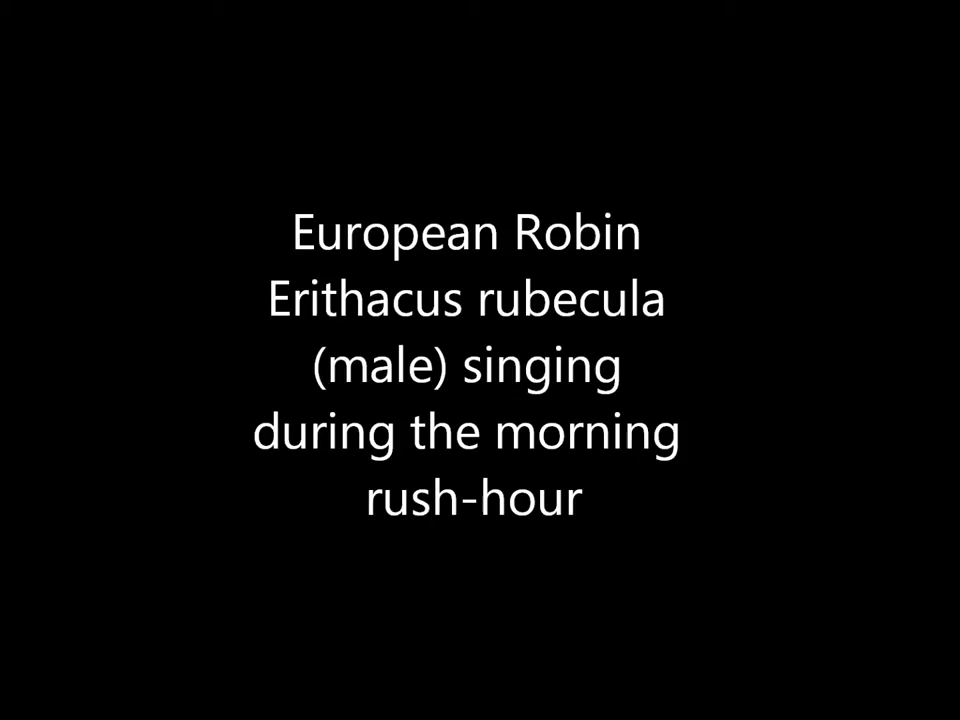 European Robin
Erithacus rubecula
(male) singing
during the morning
rush-hour